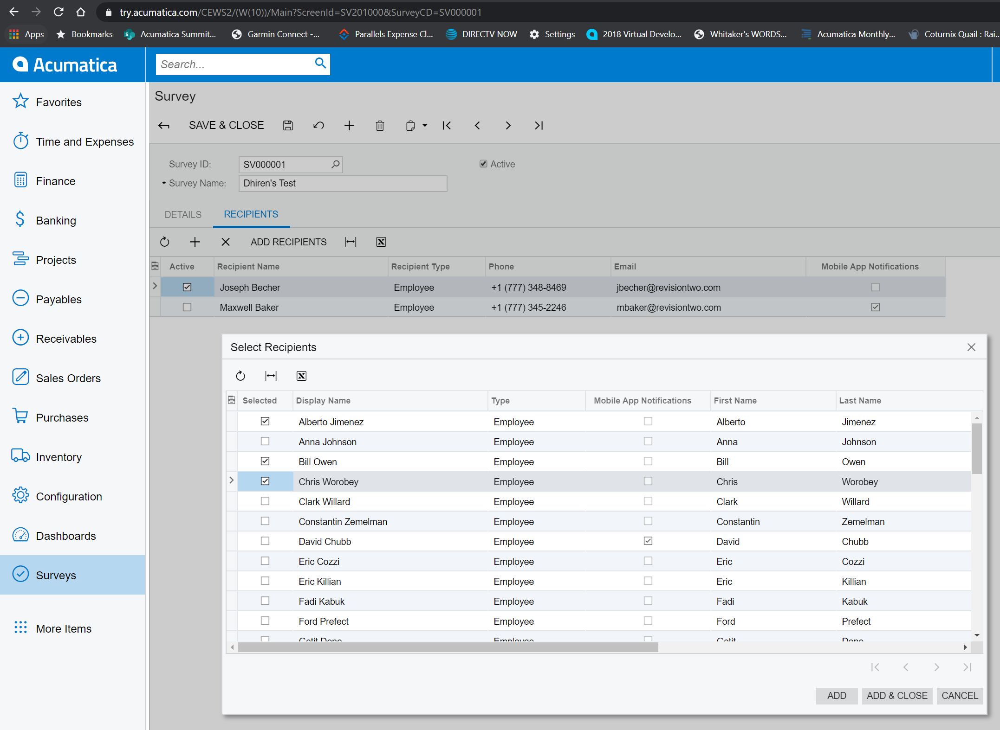 try.acumatica.com/CEWS2/(W(10))/Main?ScreenId=SV201000&SurveyCD=SV000001
Apps Bookmarks Acumatica Summit... Garmin Connect -... Parallels Expense Cl... DIRECTV NOW Settings 2018 Virtual Develo... Whitaker's WORDS... Acumatica Monthly... Coturnix Quail : Rai...
Acumatica
Search...
Favorites
Time and Expenses
Finance
Banking
Projects
Payables
Receivables
Sales Orders
Purchases
Inventory
Configuration
Dashboards
Surveys
More Items
Survey
SAVE & CLOSE
Survey ID: SV000001 Active
* Survey Name: Dhiren's Test
DETAILS RECIPIENTS
ADD RECIPIENTS
Active Recipient Name Recipient Type Phone Email Mobile App Notifications
Joseph Becher Employee +1 (777) 348-8469 jbecher@revisiontwo.com
Maxwell Baker Employee +1 (777) 345-2246 mbaker@revisiontwo.com
Select Recipients
Selected Display Name Type Mobile App Notifications First Name Last Name
Alberto Jimenez Employee Alberto Jimenez
Anna Johnson Employee Anna Johnson
Bill Owen Employee Bill Owen
Chris Worobey Employee Chris Worobey
Clark Willard Employee Clark Willard
Constantin Zemelman Employee Constantin Zemelman
David Chubb Employee David Chubb
Eric Cozzi Employee Eric Cozzi
Eric Killian Employee Eric Killian
Fadi Kabuk Employee Fadi Kabuk
Ford Prefect Employee Ford Prefect
Employee
ADD ADD & CLOSE CANCEL